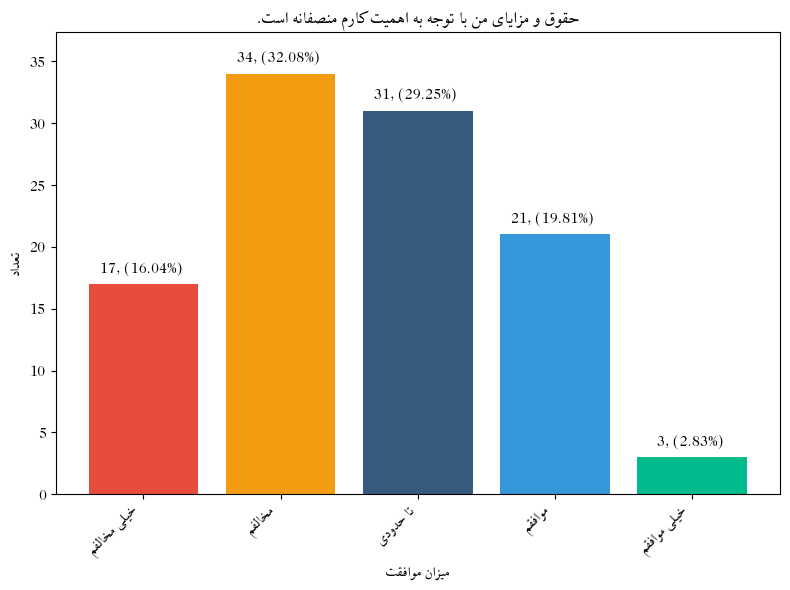 حقوق و مزایای من با توجه به اهمیت کارم منصفانه است.
تعداد
35
30
25
20
15
10
5
0
17, (16.04%)
34, (32.08%)
31, (29.25%)
21, (19.81%)
3, (2.83%)
خیلی مخالفم
مخالفم
تا حدودی
موافقم
خیلی موافقم
میزان موافقت